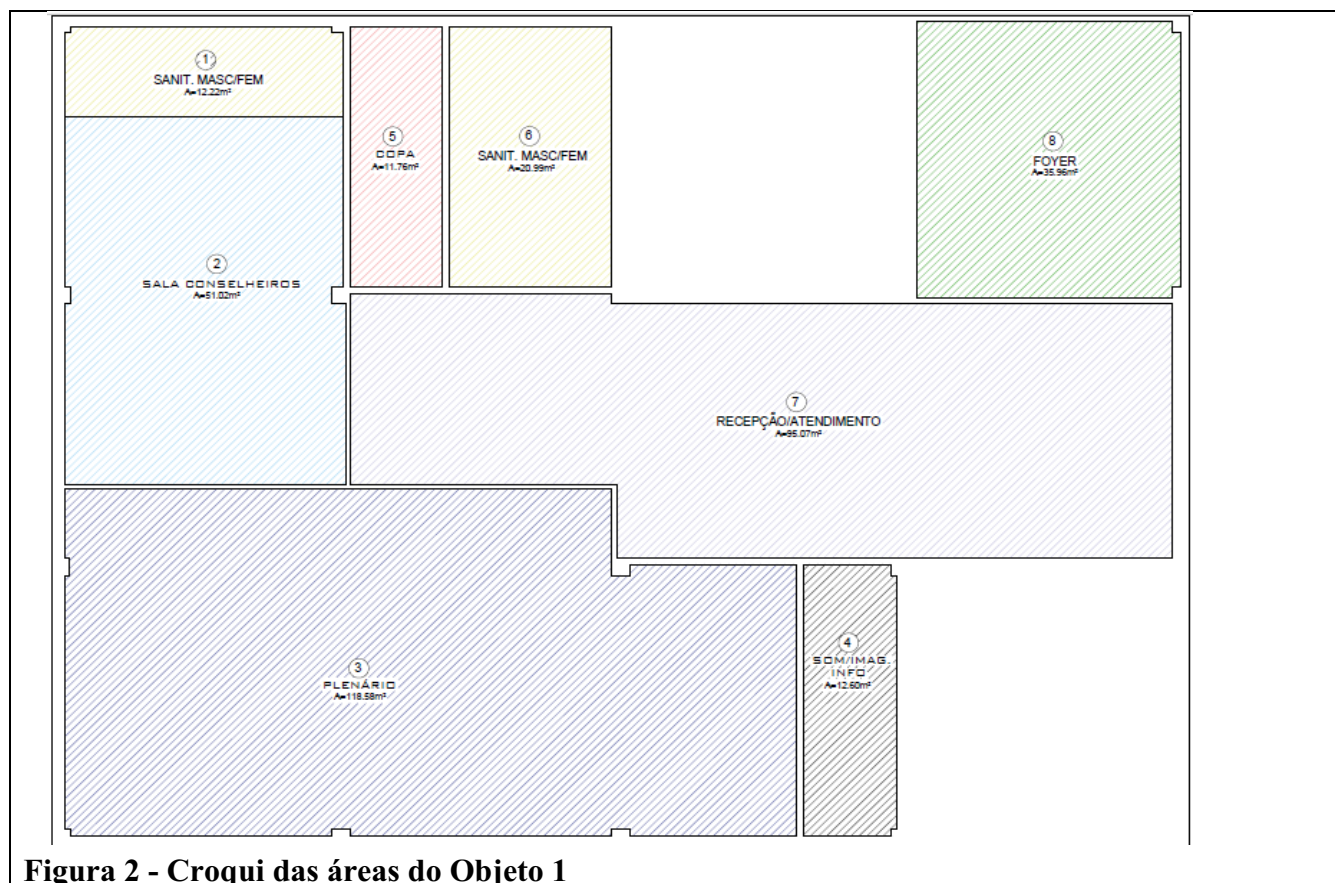 1
SANIT. MASC/FEM
A=12.22m²
5
COPA
A=11.76m²
6
SANIT. MASC/FEM
A=20.99m²
8
FOYER
A=35.96m²
2
SALA CONSELHEIROS
A=51.02m²
7
RECEPÇÃO/ATENDIMENTO
A=95.07m²
3
PLENÁRIO
A=118.58m²
4
SOM/IMAG.
INFO
A=12.60m²
Figura 2 - Croqui das áreas do Objeto 1